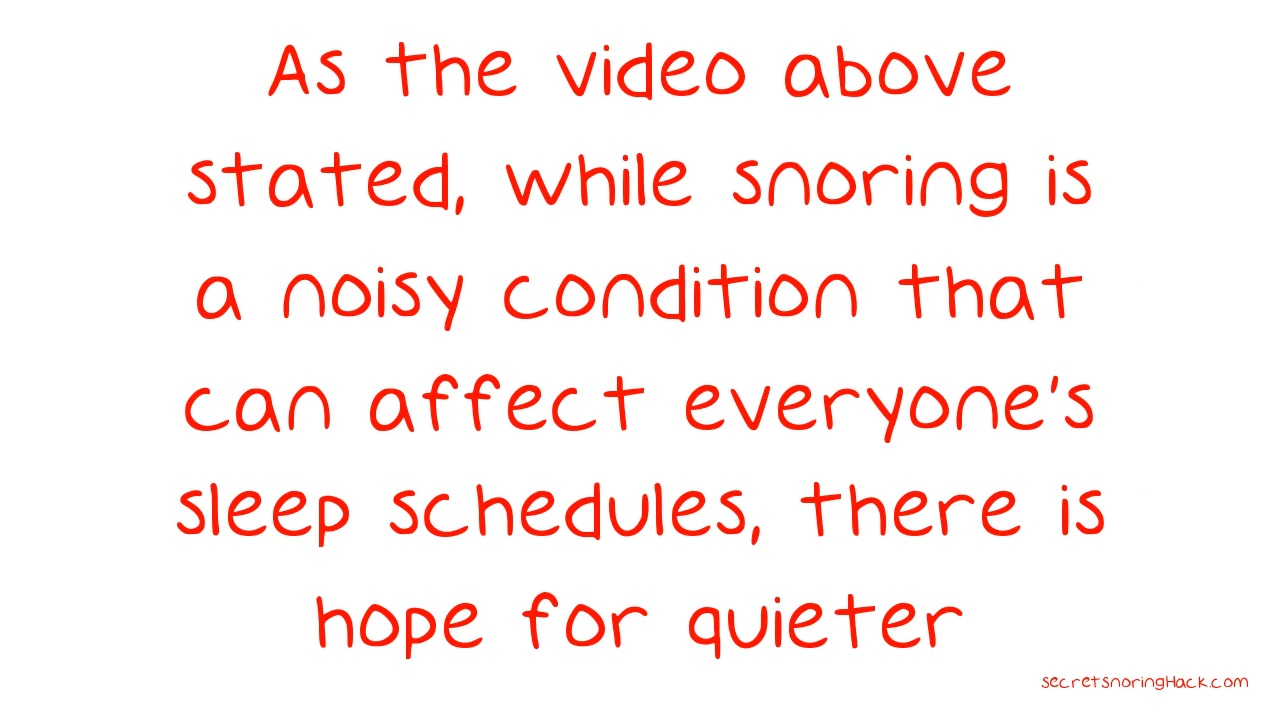 As the video above
stated, while snoring is
a noisy condition that
can affect everyone's
sleep schedules, there is
hope for quieter
secretsnoringHack.com